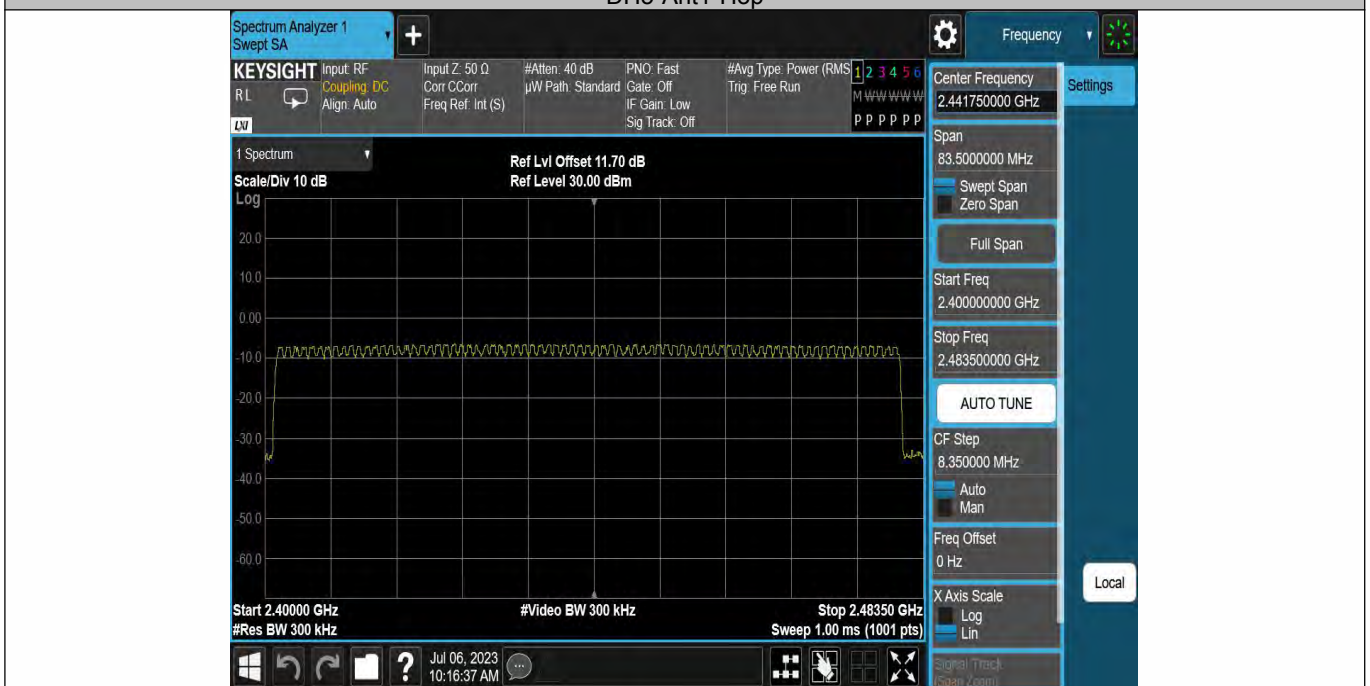 DH5-Ant1-Hop
Spectrum Analyzer 1
Swept SA
Frequency
KEYSIGHT
RL
LXI
Input: RF
Coupling: DC
Align: Auto
Input Z: 50 Ω
Corr CCorr
Freq Ref: Int (S)
#Atten: 40 dB
µW Path: Standard
PNO: Fast
Gate: Off
IF Gain: Low
Sig Track: Off
#Avg Type: Power (RMS
Trig: Free Run
1 2 3 4 5 6
M W W W W W
P P P P P P
1 Spectrum
Scale/Div 10 dB
Ref Lvl Offset 11.70 dB
Ref Level 30.00 dBm
Log
20.0
10.0
0.00
-10.0
-20.0
-30.0
-40.0
-50.0
-60.0
Start 2.40000 GHz
#Video BW 300 kHz
Stop 2.48350 GHz
#Res BW 300 kHz
Sweep 1.00 ms (1001 pts)
Jul 06, 2023
10:16:37 AM
Center Frequency
2.441750000 GHz
Settings
Span
83.5000000 MHz
Swept Span
Zero Span
Full Span
Start Freq
2.400000000 GHz
Stop Freq
2.483500000 GHz
AUTO TUNE
CF Step
8.350000 MHz
Auto
Man
Freq Offset
0 Hz
Local
X Axis Scale
Log
Lin
Signal Track
(Span Zoom)